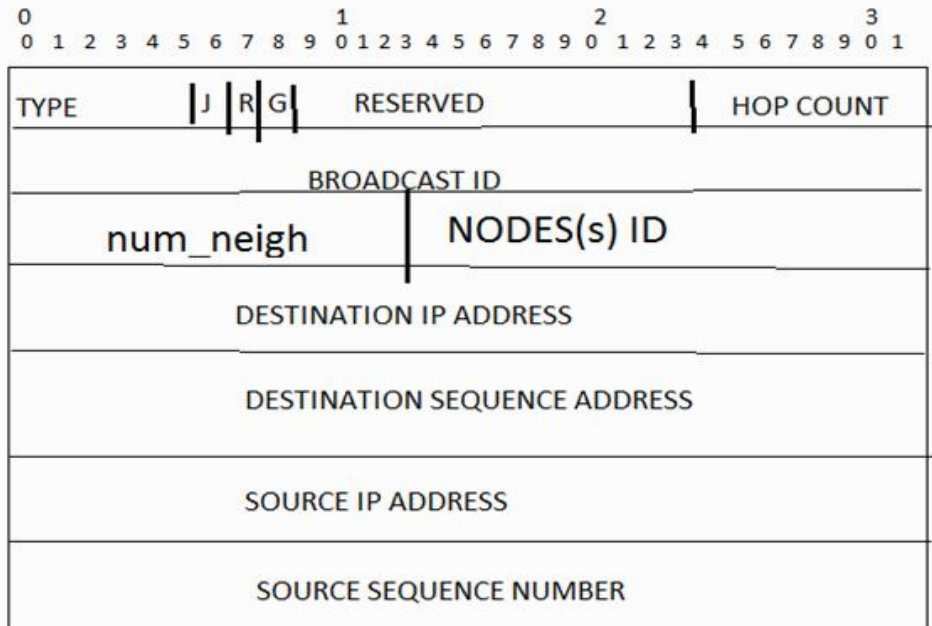 0 1 2 3
0 1 2 3 4 5 6 7 8 9 0 1 2 3 4 5 6 7 8 9 0 1 2 3 4 5 6 7 8 9 0 1
TYPE J R G RESERVED HOP COUNT
BROADCAST ID
num_neigh NODES(s) ID
DESTINATION IP ADDRESS
DESTINATION SEQUENCE ADDRESS
SOURCE IP ADDRESS
SOURCE SEQUENCE NUMBER